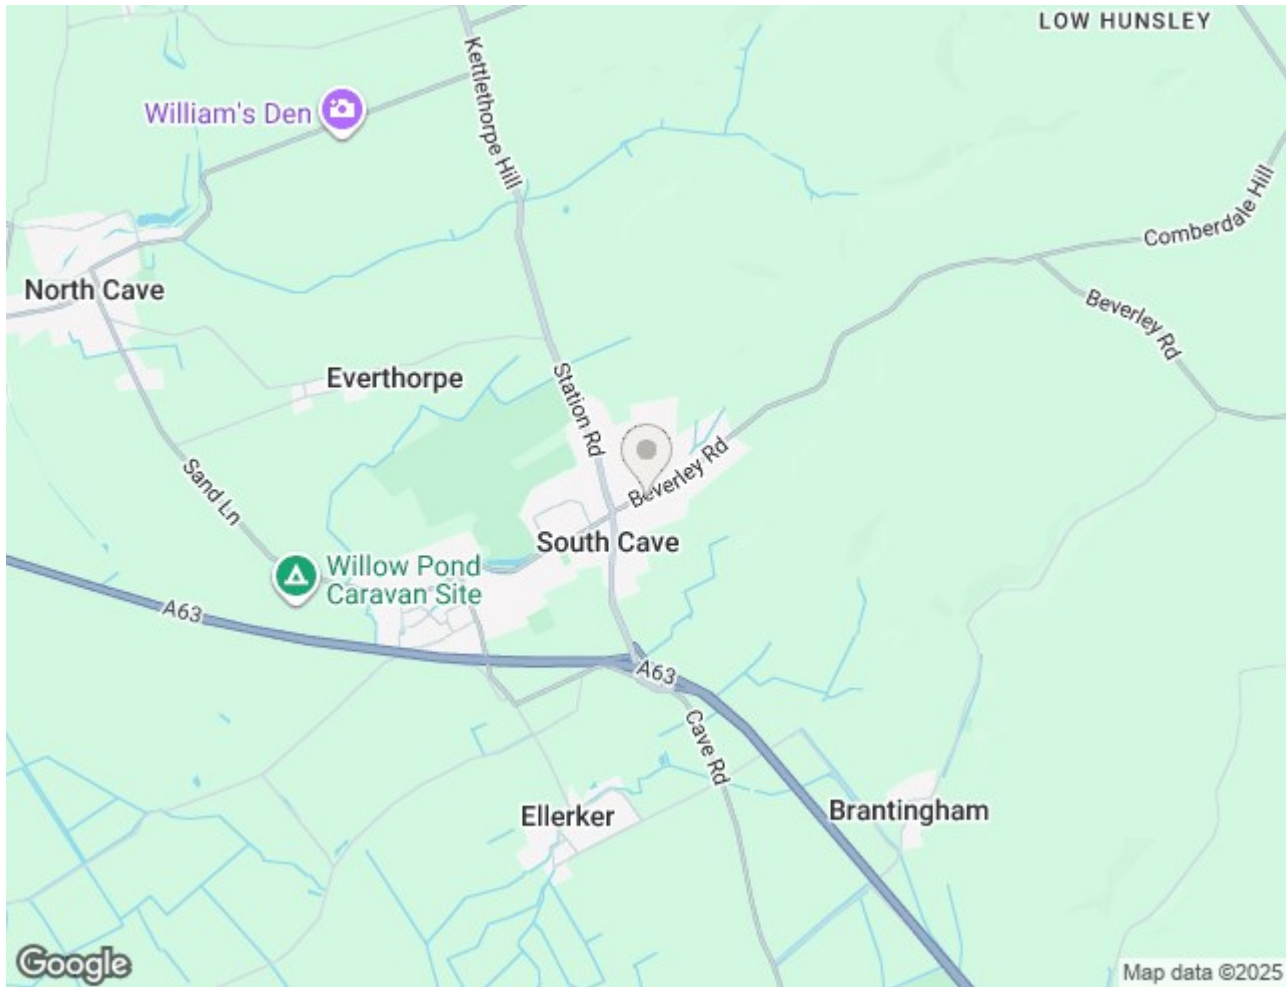 LOW HUNSLEY
Kettlethorpe Hill
William's Den
Comberdale Hill
North Cave
Beverley Rd
Everthorpe
Station Rd
Beverley Rd
Sand Ln
South Cave
Willow Pond
Caravan Site
A63
A63
Cave Rd
Ellerker
Brantingham
Google
Map data ©2025